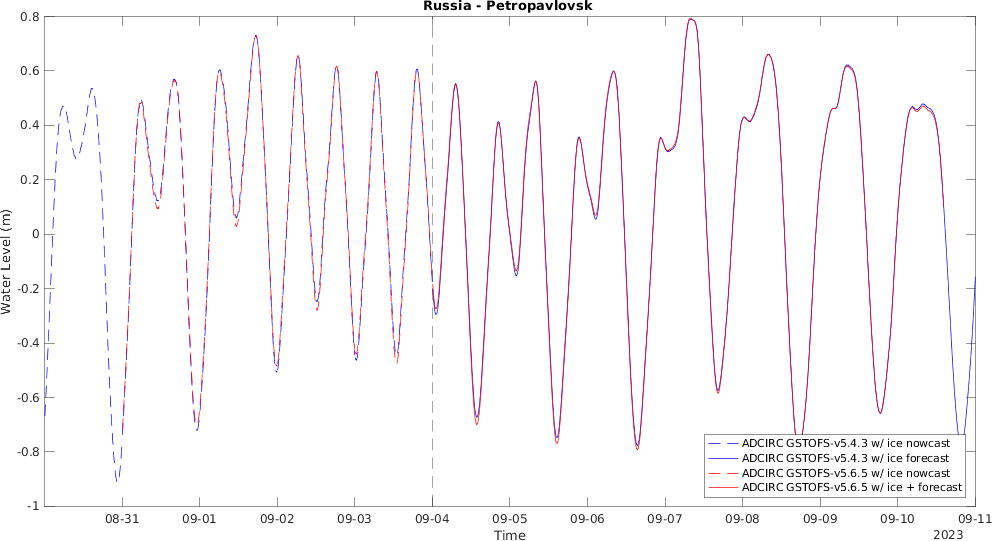 Russia - Petropavlovsk
0.8
0.6
0.4
0.2
0
-0.2
-0.4
-0.6
-0.8
-1
Water Level (m)
ADCIRC GSTOFS-v5.4.3 w/ ice nowcast
ADCIRC GSTOFS-v5.4.3 w/ ice forecast
ADCIRC GSTOFS-v5.6.5 w/ ice nowcast
ADCIRC GSTOFS-v5.6.5 w/ ice + forecast
08-31 09-01 09-02 09-03 09-04 09-05 09-06 09-07 09-08 09-09 09-10 09-11
Time
2023